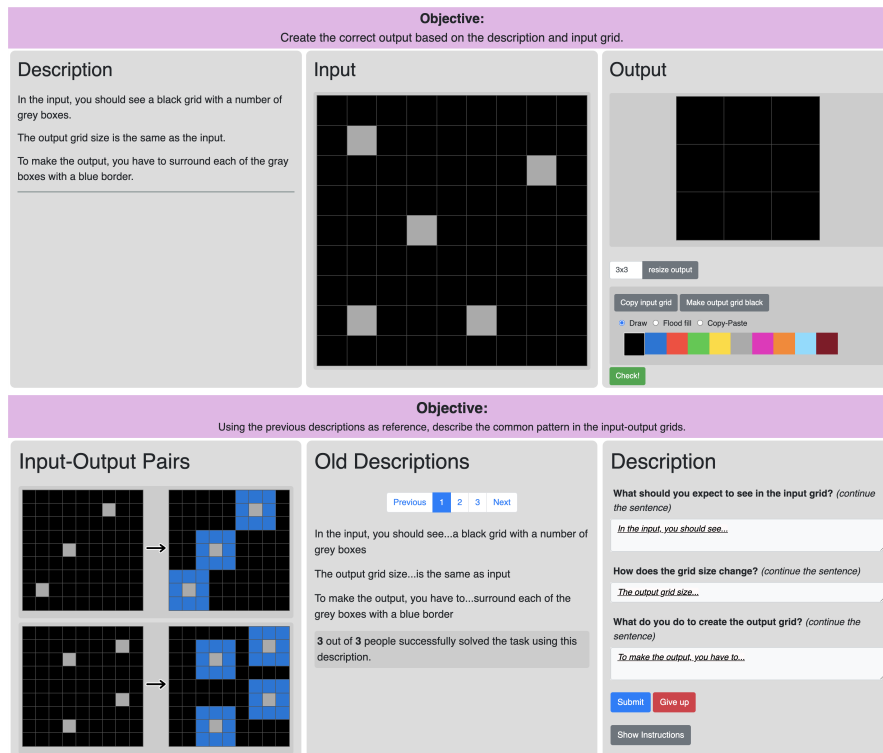 Objective:
Create the correct output based on the description and input grid.
Description
In the input, you should see a black grid with a number of
grey boxes.
The output grid size is the same as the input.
To make the output, you have to surround each of the gray
boxes with a blue border.
Input
Output
3x3
resize output
Copy input grid
Make output grid black
Draw
Flood fill
Copy-Paste
Check!
Objective:
Using the previous descriptions as reference, describe the common pattern in the input-output grids.
Input-Output Pairs
Old Descriptions
Previous
1
2
3
Next
In the input, you should see...a black grid with a number of
grey boxes
The output grid size...is the same as input
To make the output, you have to...surround each of the
grey boxes with a blue border
3 out of 3 people successfully solved the task using this
description.
Description
What should you expect to see in the input grid? (continue
the sentence)
In the input, you should see...
How does the grid size change? (continue the sentence)
The output grid size...
What do you do to create the output grid? (continue the
sentence)
To make the output, you have to...
Submit
Give up
Show Instructions